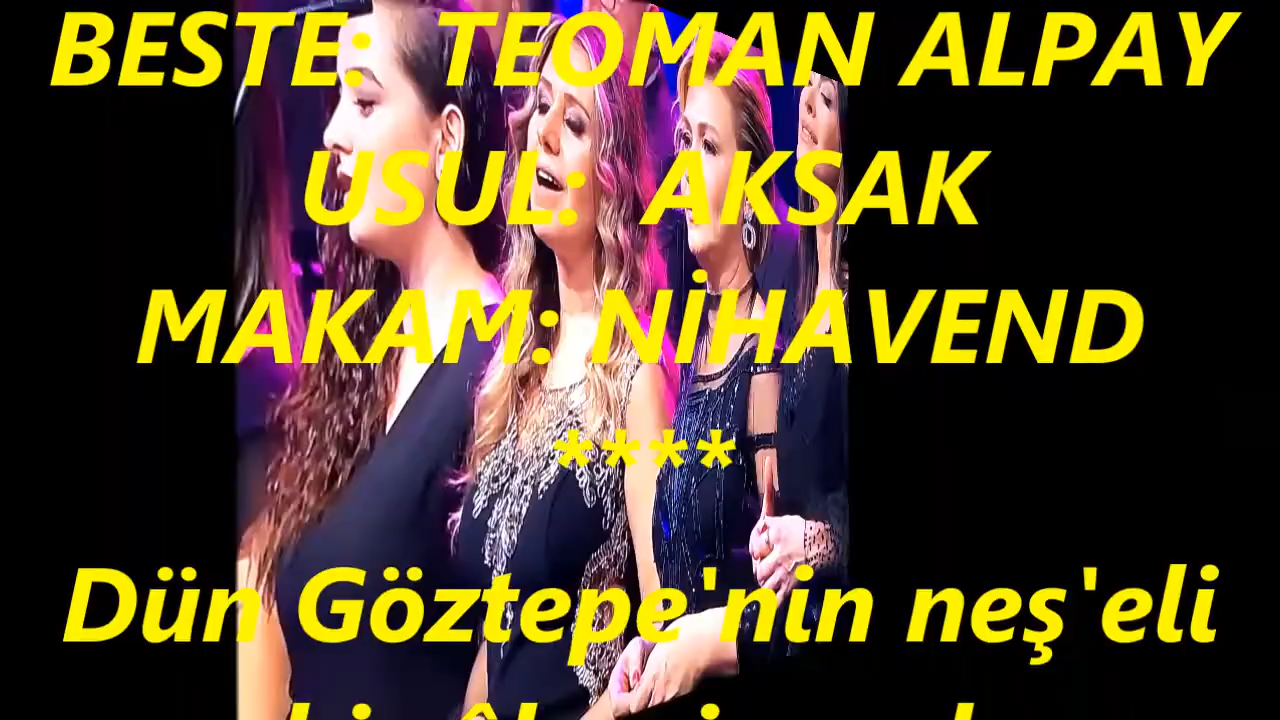 BESTE: TEOMAN ALPAY
USUL: AKSAK
MAKAM: NİHAVEND
****
Dün Göztepe'nin neş'eli